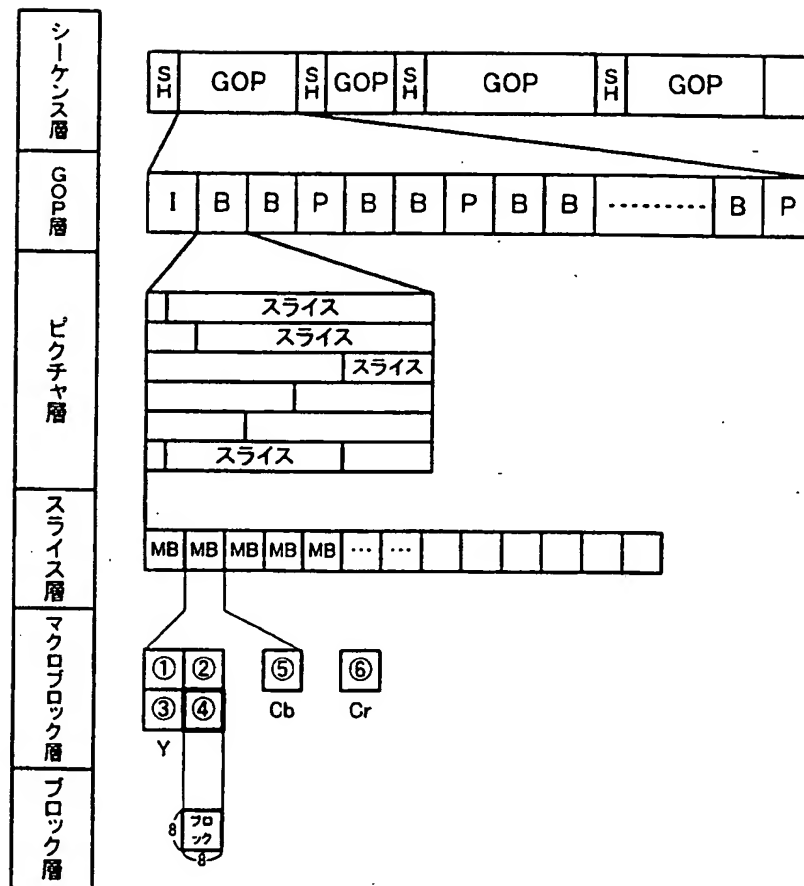 シーケンス層
SH GOP SH GOP SH GOP SH GOP
GOP層
I B B P B B P B B ……… B P
ピクチャ層
スライス
スライス
スライス
スライス
スライス層
MB MB MB MB MB … …
マクロブロック層
① ② ⑤ ⑥
③ ④ Cb Cr
Y
ブロック層
8 ブロ
ック
8